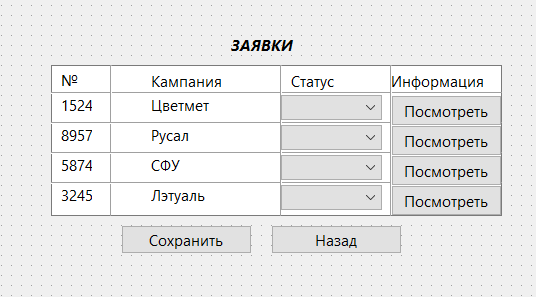 ЗАЯВКИ
№ Кампания Статус Информация
1524 Цветмет Посмотреть
8957 Русал Посмотреть
5874 СФУ Посмотреть
3245 Лэтуаль Посмотреть
Сохранить Назад